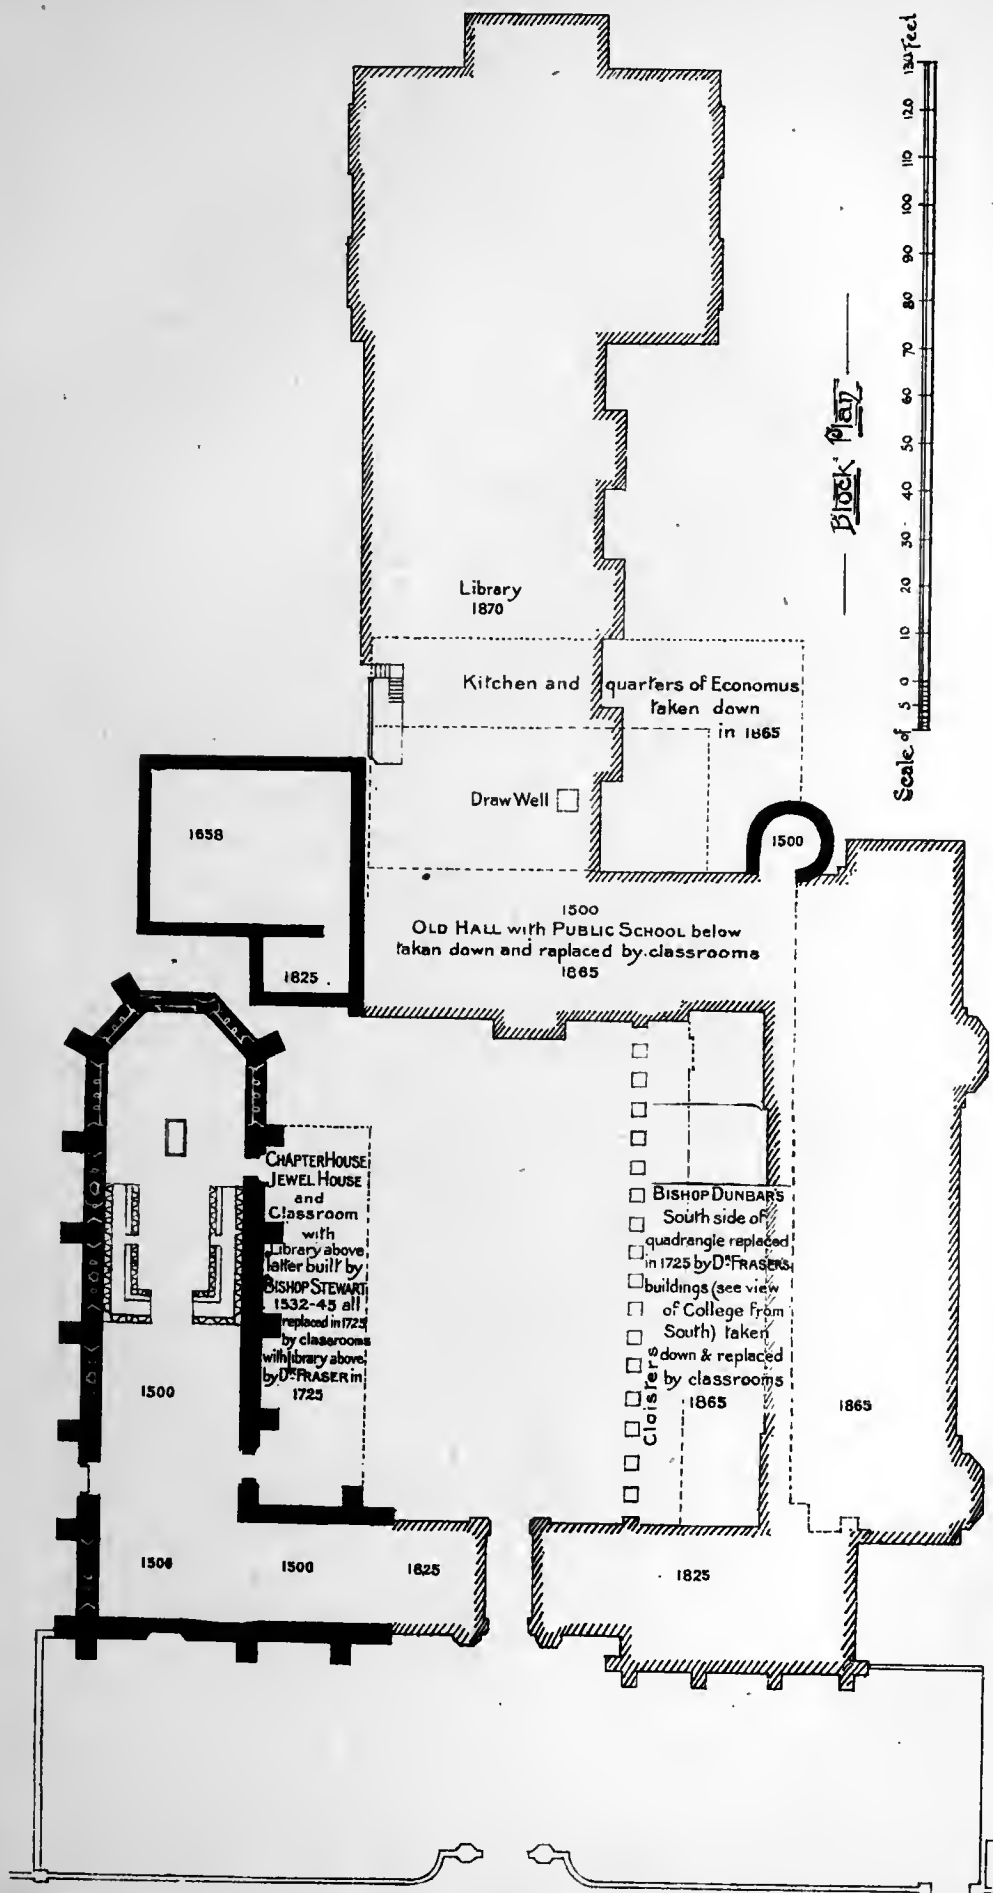 Scale of 5 0 10 20 30 40 50 60 70 80 90 100 110 120 130 Feet
Block Plan
Library
1870
Kitchen and quarters of Economus
taken down
in 1865
Draw Well
1658
1500
1500
OLD HALL with PUBLIC SCHOOL below
takan down and raplaced by classrooms
1865
1825
CHAPTER HOUSE
JEWEL HOUSE
and
Classroom
with
Library above
latter built by
BISHOP STEWART
1532-45 all
replaced in 1725
by classrooms
with library above
by Dr. FRASER in
1725
BISHOP DUNBAR'S
South side of
quadrangle replaced
in 1725 by Dr. FRASER'S
buildings (see view
of College from
South) taken
down & replaced
by classrooms
1865
Cloisters
1500
1865
1506
1500
1825
1825